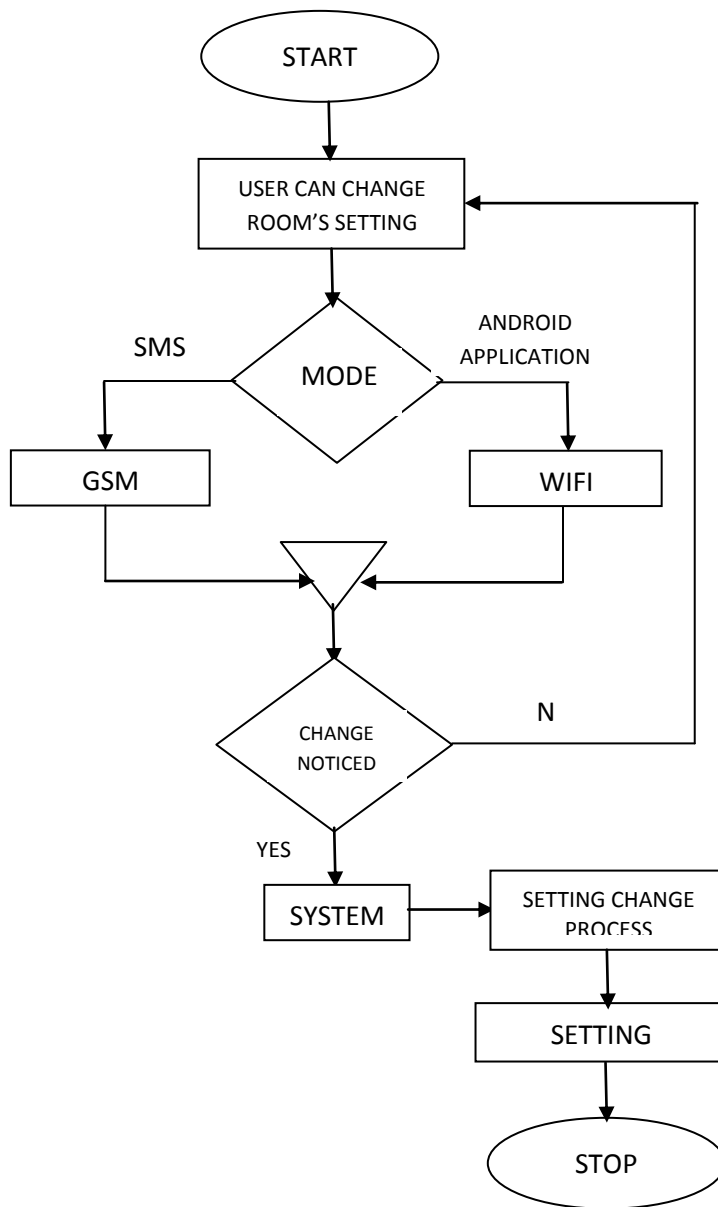 START
USER CAN CHANGE
ROOM'S SETTING
ANDROID
APPLICATION
SMS
MODE
GSM
WIFI
N
CHANGE
NOTICED
YES
SYSTEM
SETTING CHANGE
PROCESS
SETTING
STOP